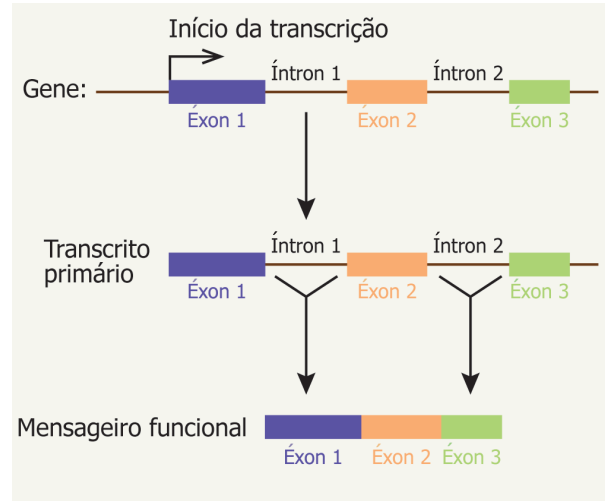 Início da transcrição
Gene:
Íntron 1
Íntron 2
Éxon 1
Éxon 2
Éxon 3
Transcrito
primário
Íntron 1
Íntron 2
Éxon 1
Éxon 2
Éxon 3
Mensageiro funcional
Éxon 1
Éxon 2
Éxon 3